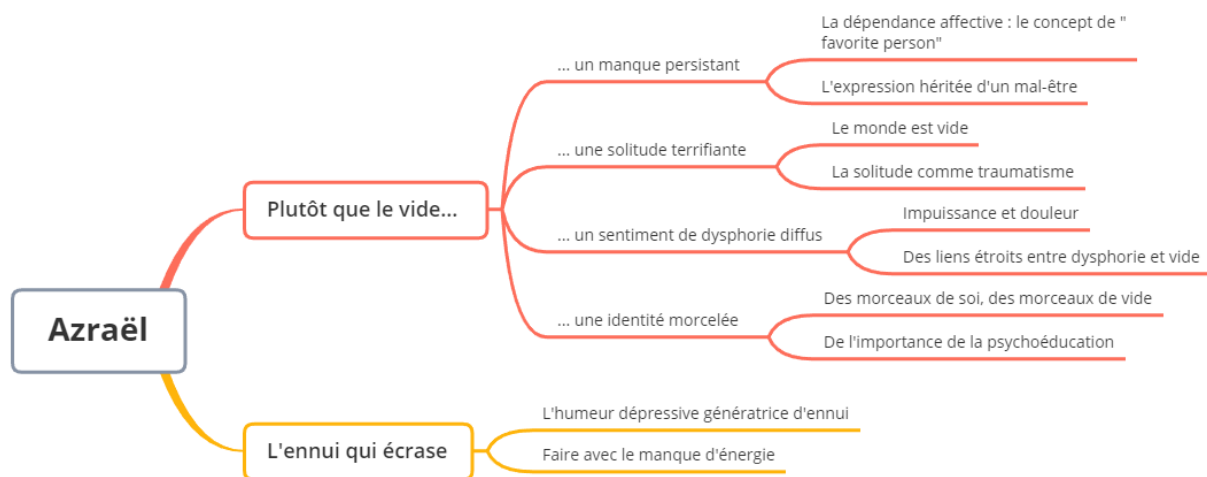 Azraël
Plutôt que le vide...
... un manque persistant
La dépendance affective : le concept de "
favorite person"
L'expression héritée d'un mal-être
... une solitude terrifiante
Le monde est vide
La solitude comme traumatisme
... un sentiment de dysphorie diffus
Impuissance et douleur
Des liens étroits entre dysphorie et vide
... une identité morcelée
Des morceaux de soi, des morceaux de vide
De l'importance de la psychoéducation
L'ennui qui écrase
L'humeur dépressive génératrice d'ennui
Faire avec le manque d'énergie